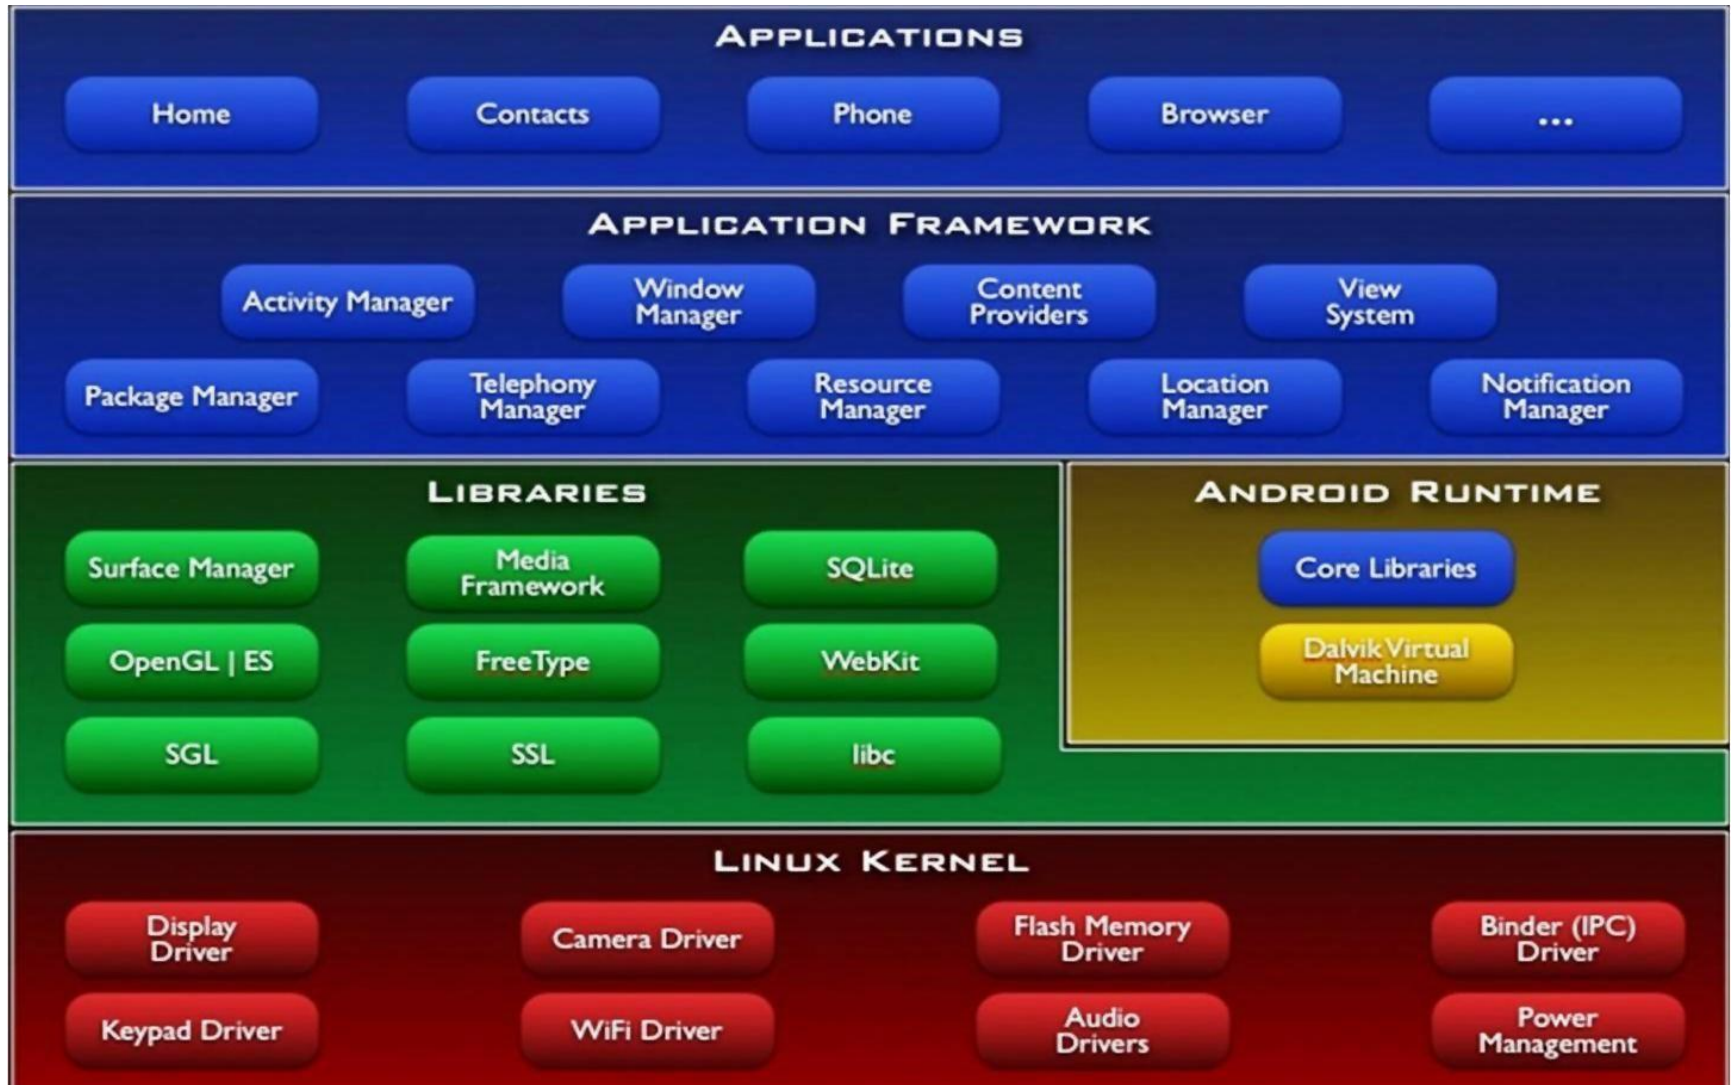 APPLICATIONS
Home
Contacts
Phone
Browser
...
APPLICATION FRAMEWORK
Activity Manager
Window
Manager
Content
Providers
View
System
Package Manager
Telephony
Manager
Resource
Manager
Location
Manager
Notification
Manager
LIBRARIES
Surface Manager
Media
Framework
SQLite
OpenGL | ES
FreeType
WebKit
SGL
SSL
libc
ANDROID RUNTIME
Core Libraries
Dalvik Virtual
Machine
LINUX KERNEL
Display
Driver
Camera Driver
Flash Memory
Driver
Binder (IPC)
Driver
Keypad Driver
WiFi Driver
Audio
Drivers
Power
Management